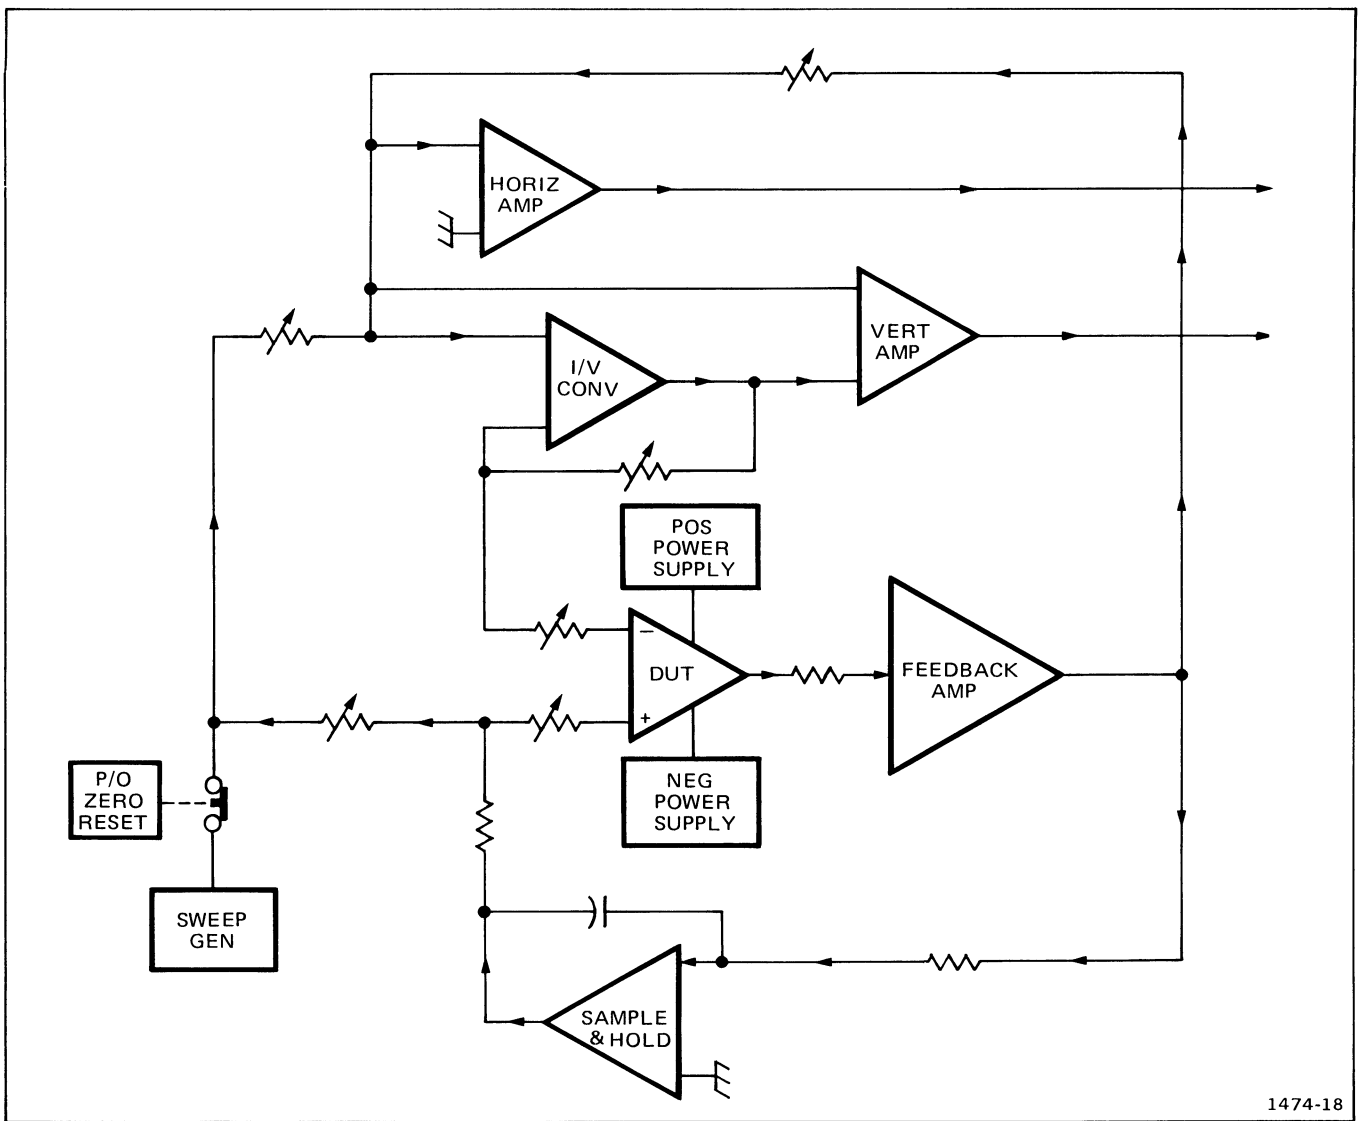 HORIZ
AMP
VERT
AMP
I/V
CONV
POS
POWER
SUPPLY
−
DUT
+
FEEDBACK
AMP
P/O
ZERO
RESET
NEG
POWER
SUPPLY
SWEEP
GEN
SAMPLE
& HOLD
1474-18